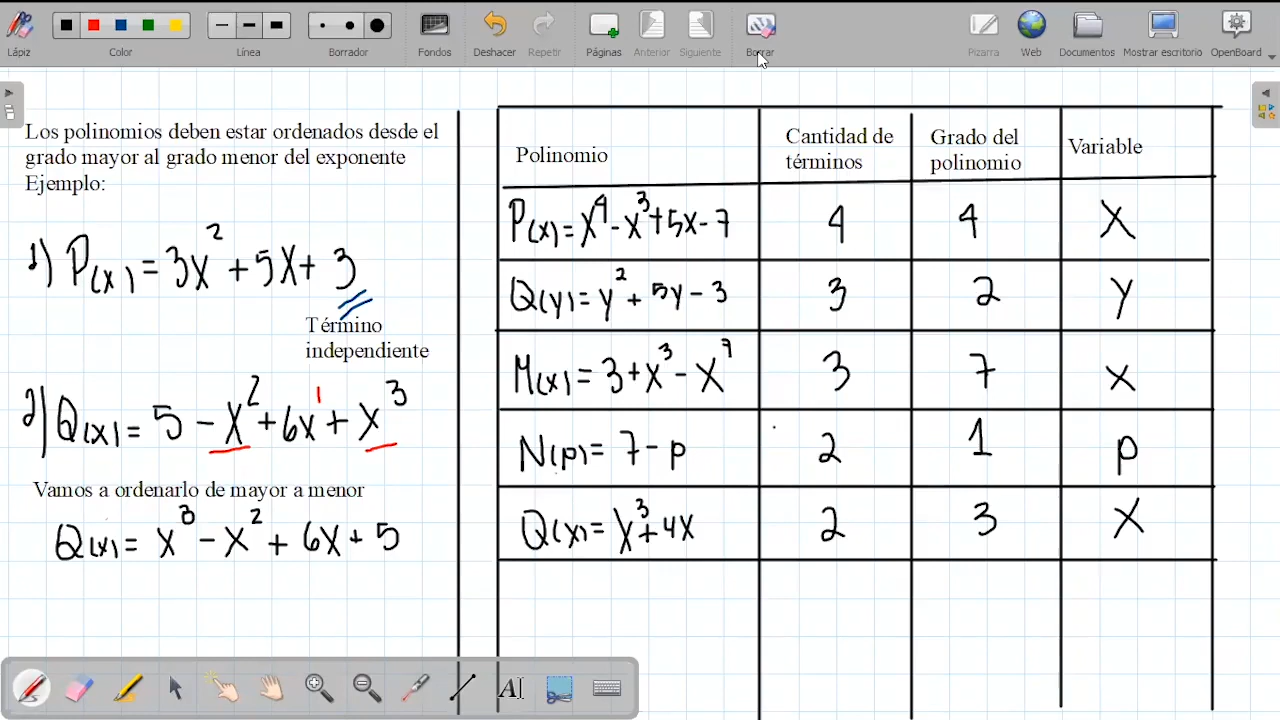 Lápiz
Color
Línea
Borrador
Fondos
Deshacer
Repetir
Páginas
Anterior
Siguiente
Borrar
Pizarra
Web
Documentos
Mostrar escritorio
OpenBoard
Los polinomios deben estar ordenados desde el
grado mayor al grado menor del exponente
Ejemplo:
1) P(x) = 3x² + 5x + 3
Término
independiente
2) Q(x) = 5 - x² + 6x¹ + x³
Vamos a ordenarlo de mayor a menor
Q(x) = x³ - x² + 6x + 5
Polinomio
Cantidad de
términos
Grado del
polinomio
Variable
P(x) = x⁴ - x³ + 5x - 7 4 4 x
Q(y) = y² + 5y - 3 3 2 y
M(x) = 3 + x³ - x⁷ 3 7 x
N(p) = 7 - p 2 1 p
Q(x) = x³ + 4x 2 3 x
AI